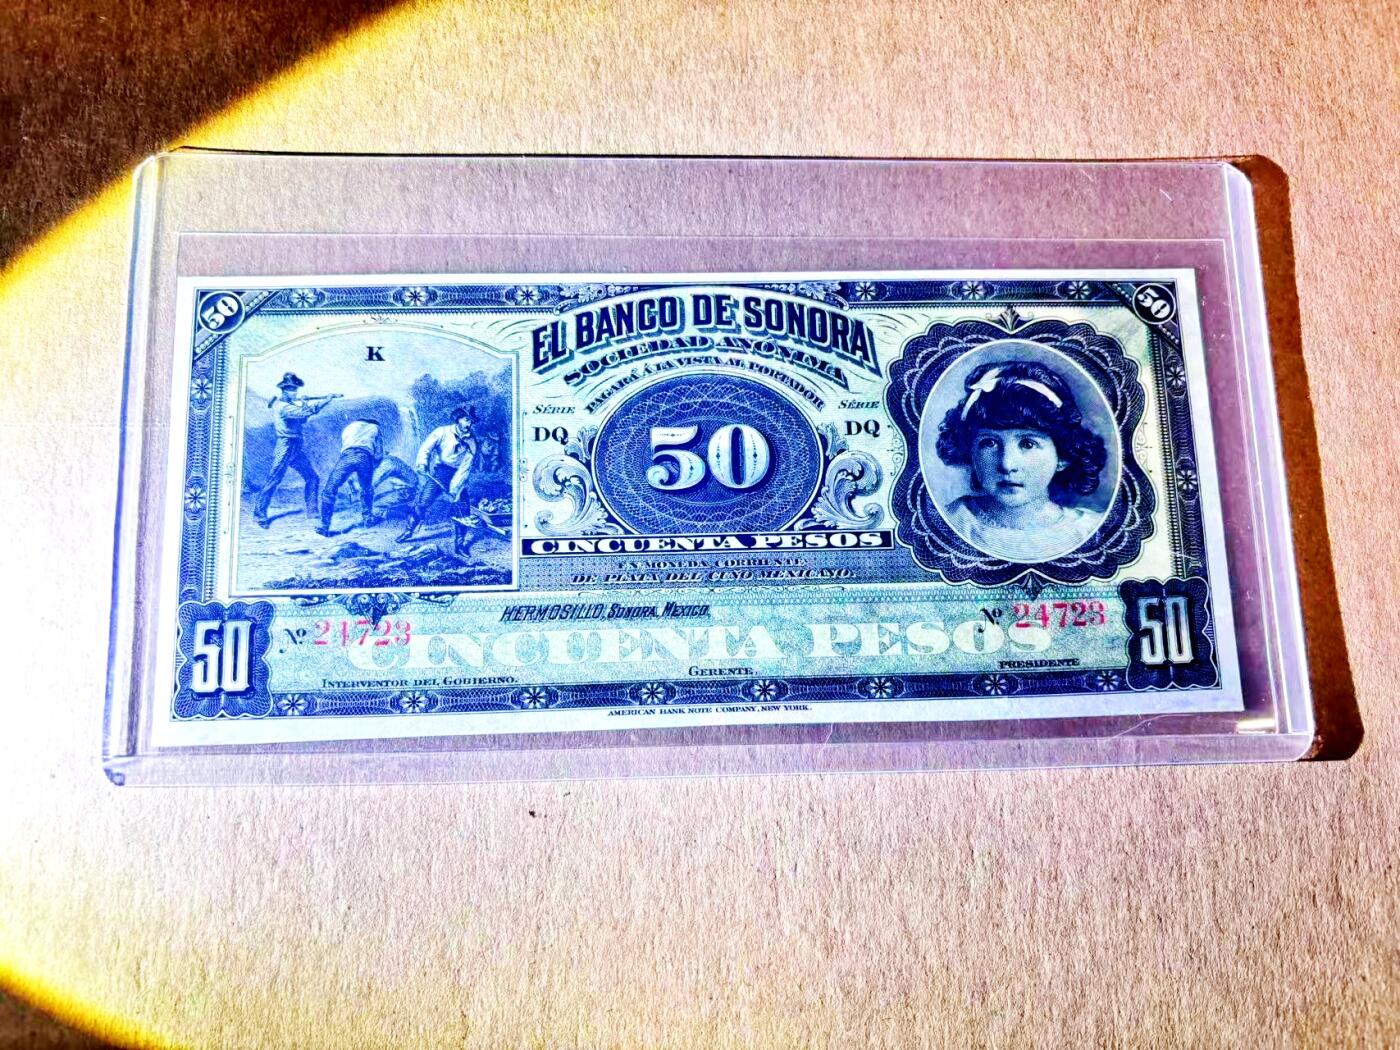 50
50
K
EL BANCO DE SONORA
SOCIEDAD ANÓNIMA
PAGARÁ Á LA VISTA AL PORTADOR
SÉRIE
SÉRIE
DQ
50
DQ
CINCUENTA PESOS
EN MONEDA CORRIENTE
DE PLATA DEL CUÑO MEXICANO.
HERMOSILLO, SONORA, MEXICO,
50
Nº 24723
CINCUENTA PESOS
Nº 24723
50
INTERVENTOR DEL GOBIERNO.
GERENTE.
PRESIDENTE
AMERICAN BANK NOTE COMPANY, NEW YORK.